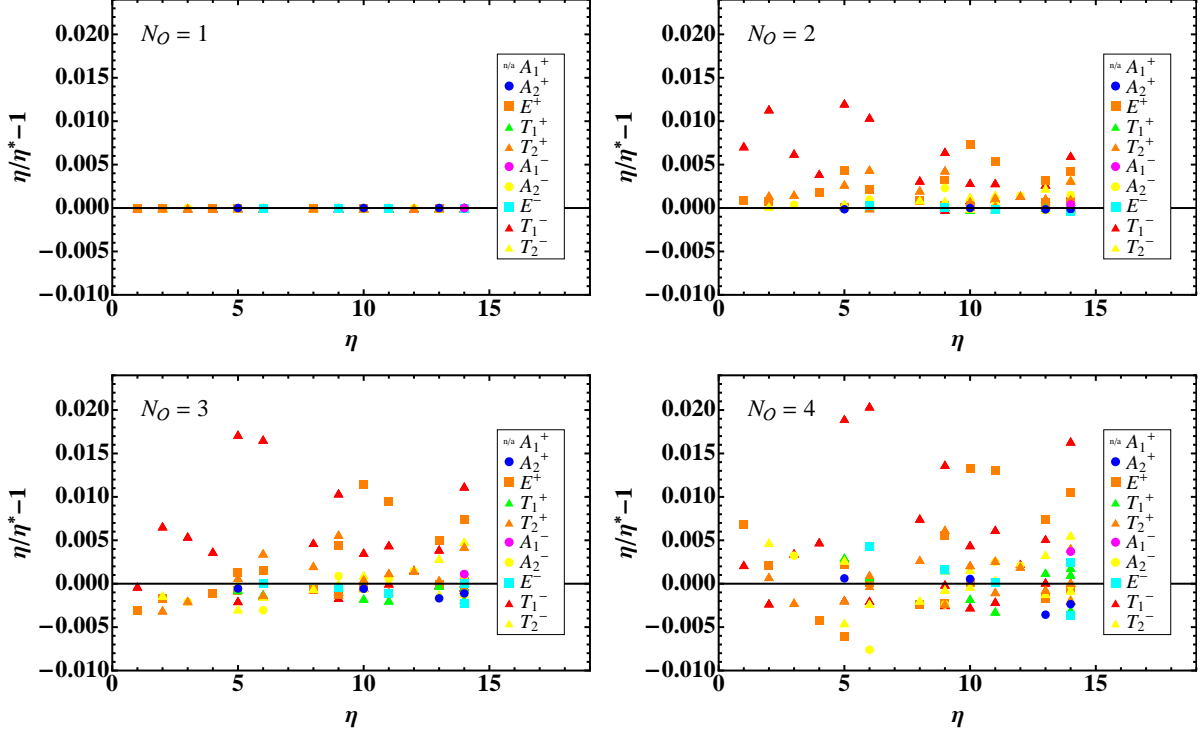 N_O = 1
η/η*−1
0.020
0.015
0.010
0.005
0.000
−0.005
−0.010
0 5 10 15
η
n/a A₁⁺
A₂⁺
E⁺
T₁⁺
T₂⁺
A₁⁻
A₂⁻
E⁻
T₁⁻
T₂⁻
N_O = 2
η/η*−1
0.020
0.015
0.010
0.005
0.000
−0.005
−0.010
0 5 10 15
η
n/a A₁⁺
A₂⁺
E⁺
T₁⁺
T₂⁺
A₁⁻
A₂⁻
E⁻
T₁⁻
T₂⁻
N_O = 3
η/η*−1
0.020
0.015
0.010
0.005
0.000
−0.005
−0.010
0 5 10 15
η
n/a A₁⁺
A₂⁺
E⁺
T₁⁺
T₂⁺
A₁⁻
A₂⁻
E⁻
T₁⁻
T₂⁻
N_O = 4
η/η*−1
0.020
0.015
0.010
0.005
0.000
−0.005
−0.010
0 5 10 15
η
n/a A₁⁺
A₂⁺
E⁺
T₁⁺
T₂⁺
A₁⁻
A₂⁻
E⁻
T₁⁻
T₂⁻